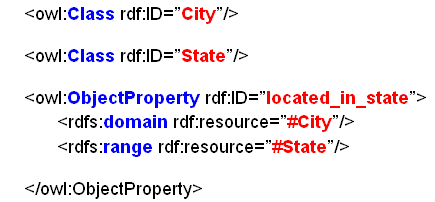 <owl:Class rdf:ID=”City”/>
<owl:Class rdf:ID=”State”/>
<owl:ObjectProperty rdf:ID=”located_in_state”>
<rdfs:domain rdf:resource=”#City”/>
<rdfs:range rdf:resource=”#State”/>
</owl:ObjectProperty>